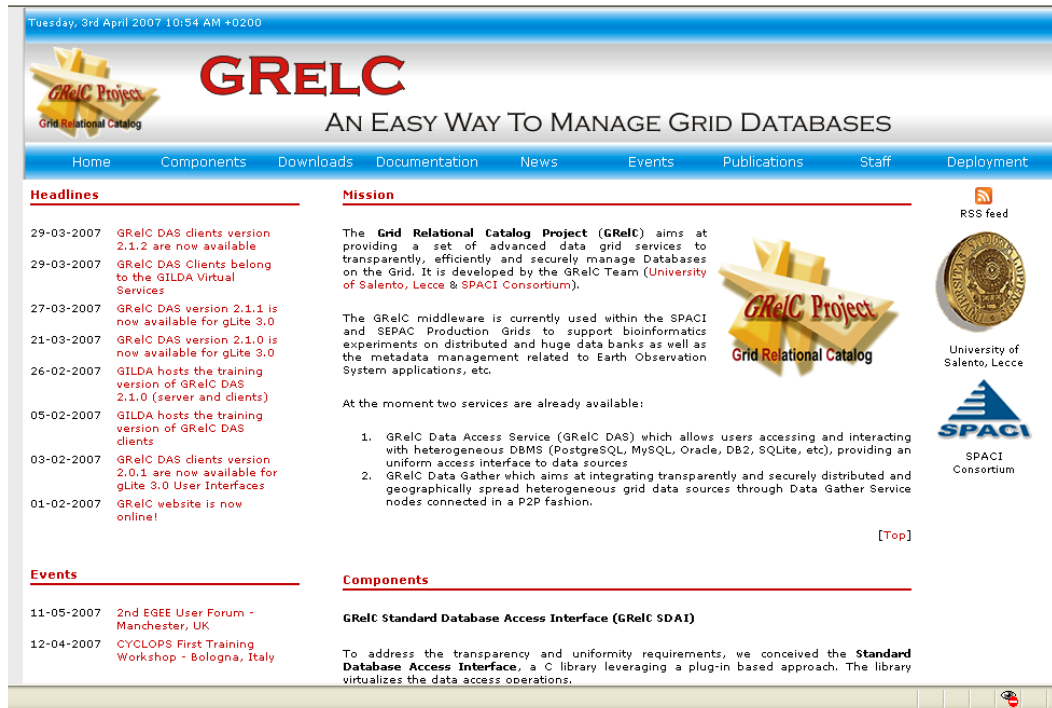 Tuesday, 3rd April 2007 10:54 AM +0200
GRelC Project
Grid Relational Catalog
GRELC
AN EASY WAY TO MANAGE GRID DATABASES
Home Components Downloads Documentation News Events Publications Staff Deployment
Headlines
29-03-2007 GRelC DAS clients version
2.1.2 are now available
29-03-2007 GRelC DAS Clients belong
to the GILDA Virtual
Services
27-03-2007 GRelC DAS version 2.1.1 is
now available for gLite 3.0
21-03-2007 GRelC DAS version 2.1.0 is
now available for gLite 3.0
26-02-2007 GILDA hosts the training
version of GRelC DAS
2.1.0 (server and clients)
05-02-2007 GILDA hosts the training
version of GRelC DAS
clients
03-02-2007 GRelC DAS clients version
2.0.1 are now available for
gLite 3.0 User Interfaces
01-02-2007 GRelC website is now
online!
Events
11-05-2007 2nd EGEE User Forum -
Manchester, UK
12-04-2007 CYCLOPS First Training
Workshop - Bologna, Italy
Mission
The Grid Relational Catalog Project (GRelC) aims at
providing a set of advanced data grid services to
transparently, efficiently and securely manage Databases
on the Grid. It is developed by the GRelC Team (University
of Salento, Lecce & SPACI Consortium).
The GRelC middleware is currently used within the SPACI
and SEPAC Production Grids to support bioinformatics
experiments on distributed and huge data banks as well as
the metadata management related to Earth Observation
System applications, etc.
GRelC Project
Grid Relational Catalog
At the moment two services are already available:
1. GRelC Data Access Service (GRelC DAS) which allows users accessing and interacting
with heterogeneous DBMS (PostgreSQL, MySQL, Oracle, DB2, SQLite, etc), providing an
uniform access interface to data sources
2. GRelC Data Gather which aims at integrating transparently and securely distributed and
geographically spread heterogeneous grid data sources through Data Gather Service
nodes connected in a P2P fashion.
[Top]
Components
GRelC Standard Database Access Interface (GRelC SDAI)
To address the transparency and uniformity requirements, we conceived the Standard
Database Access Interface, a C library leveraging a plug-in based approach. The library
virtualizes the data access operations.
RSS feed
University of
Salento, Lecce
SPACI
SPACI
Consortium